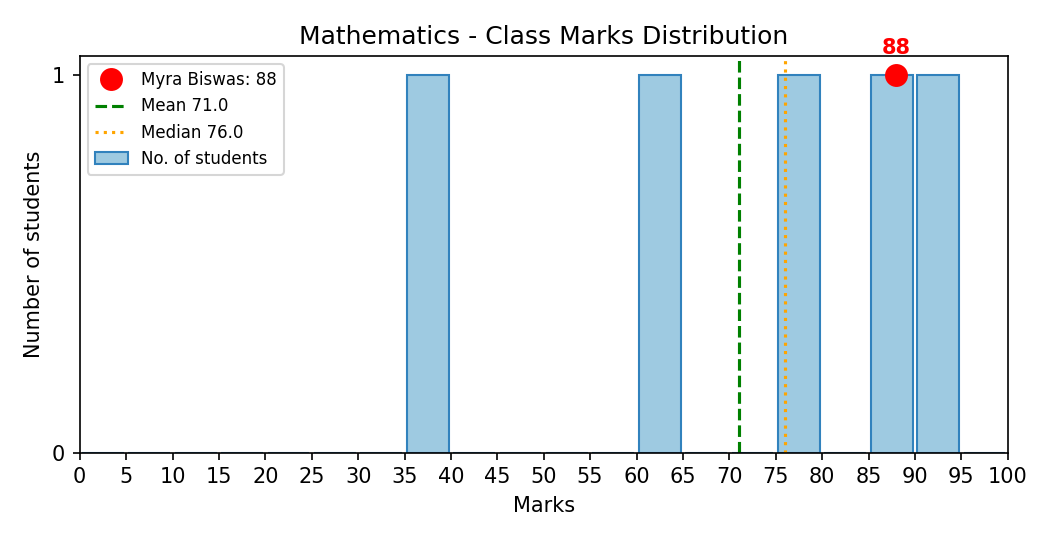 Mathematics - Class Marks Distribution
88
Myra Biswas: 88
Mean 71.0
Median 76.0
No. of students
Number of students
1
0
0 5 10 15 20 25 30 35 40 45 50 55 60 65 70 75 80 85 90 95 100
Marks